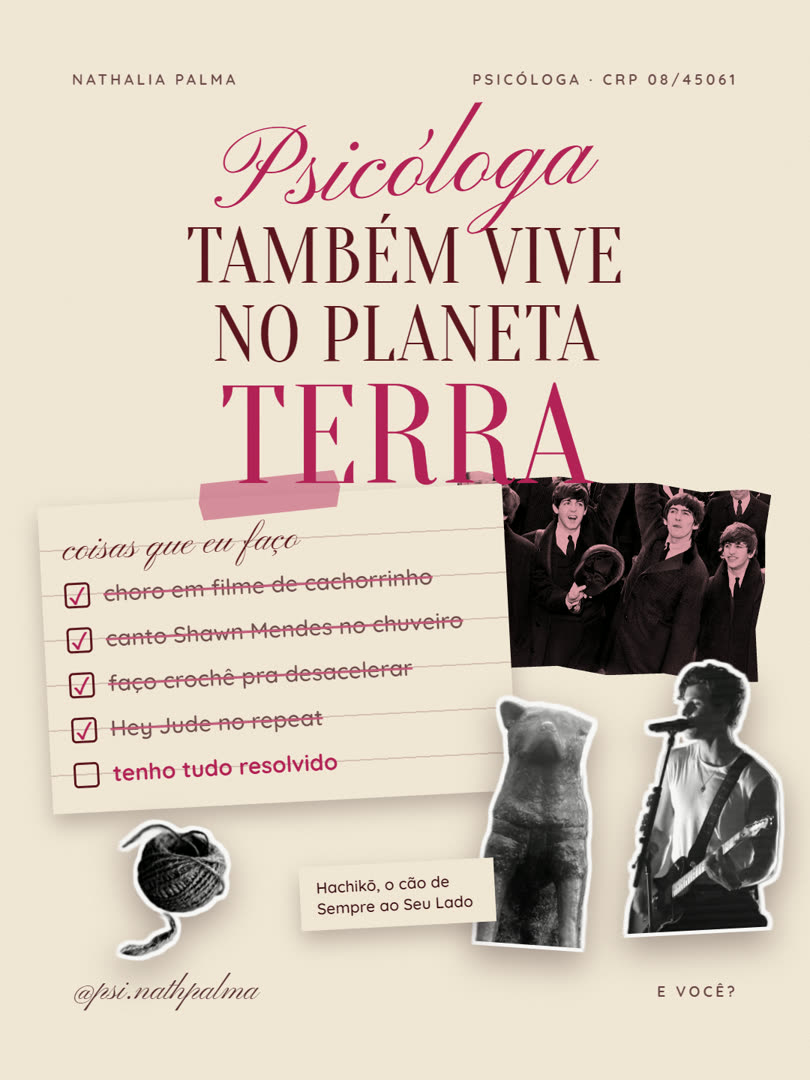 NATHALIA PALMA
PSICÓLOGA · CRP 08/45061
Psicóloga
TAMBÉM VIVE
NO PLANETA
TERRA
coisas que eu faço
choro em filme de cachorrinho
canto Shawn Mendes no chuveiro
faço crochê pra desacelerar
Hey Jude no repeat
tenho tudo resolvido
Hachikō, o cão de
Sempre ao Seu Lado
@psi.nathpalma
E VOCÊ?